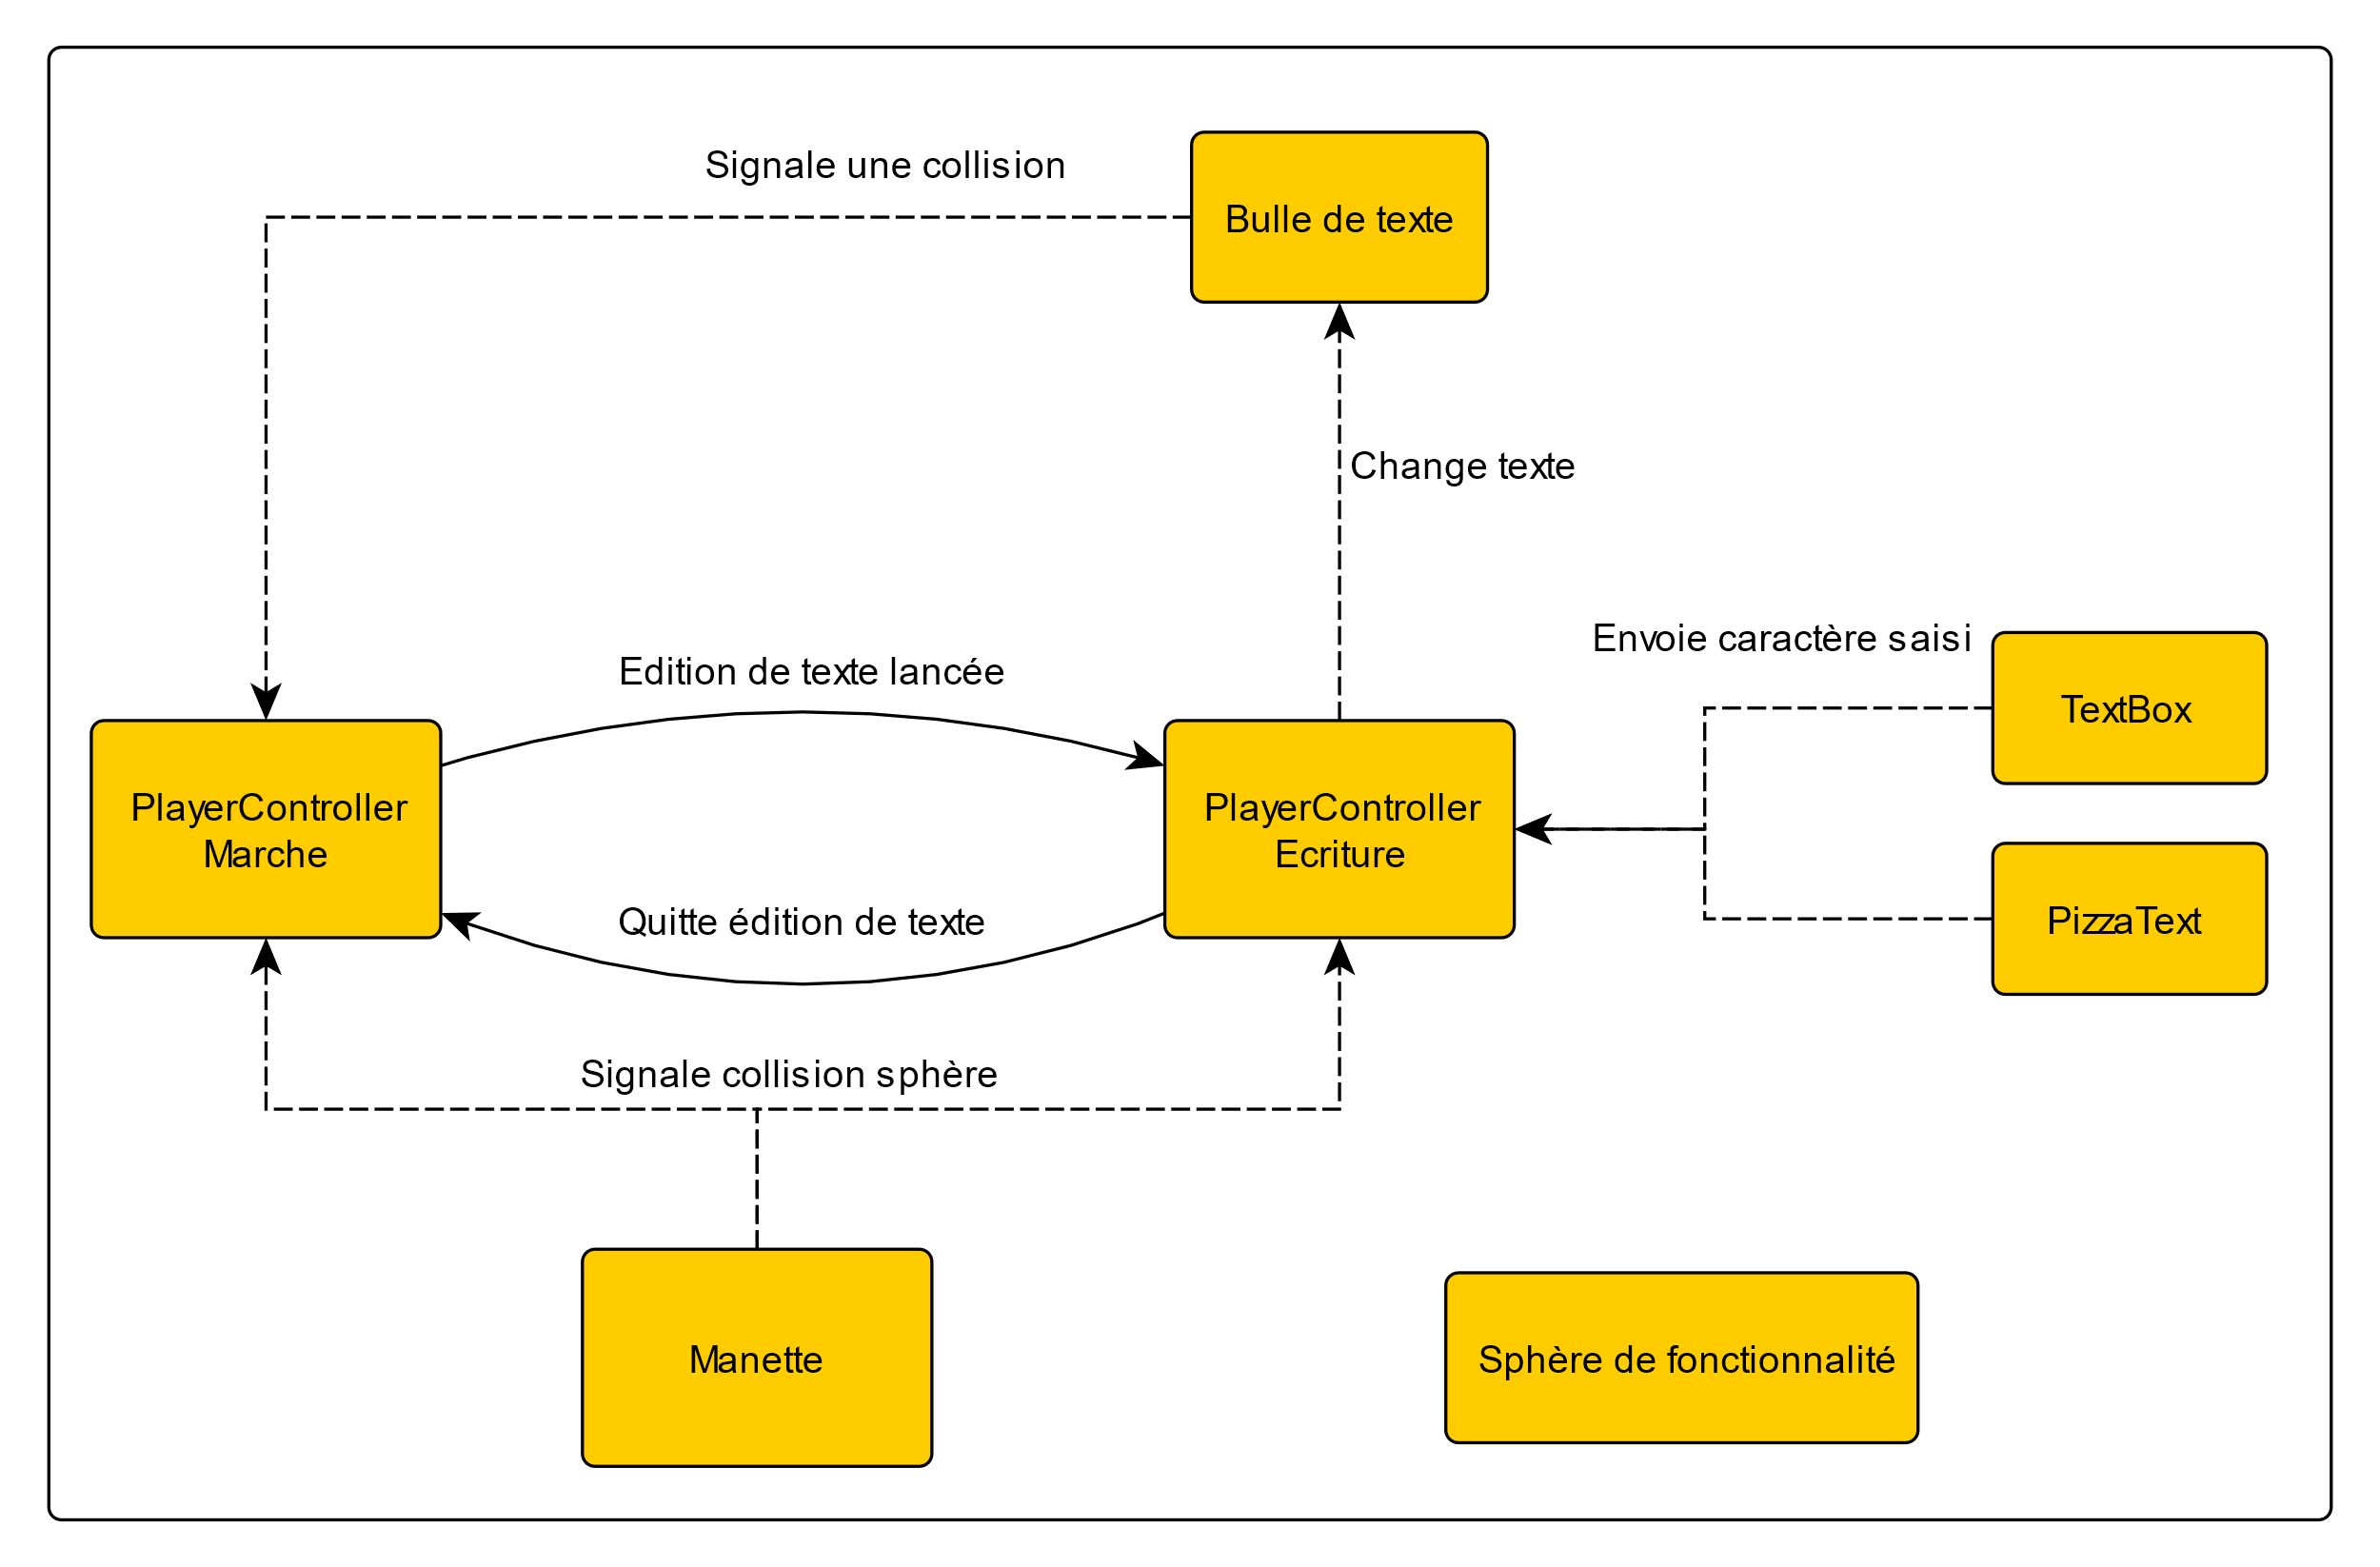 Signale une collision
Bulle de texte
Change texte
Envoie caractère saisi
Edition de texte lancée
TextBox
PlayerController
Marche
PlayerController
Ecriture
Quitte édition de texte
PizzaText
Signale collision sphère
Manette
Sphère de fonctionnalité